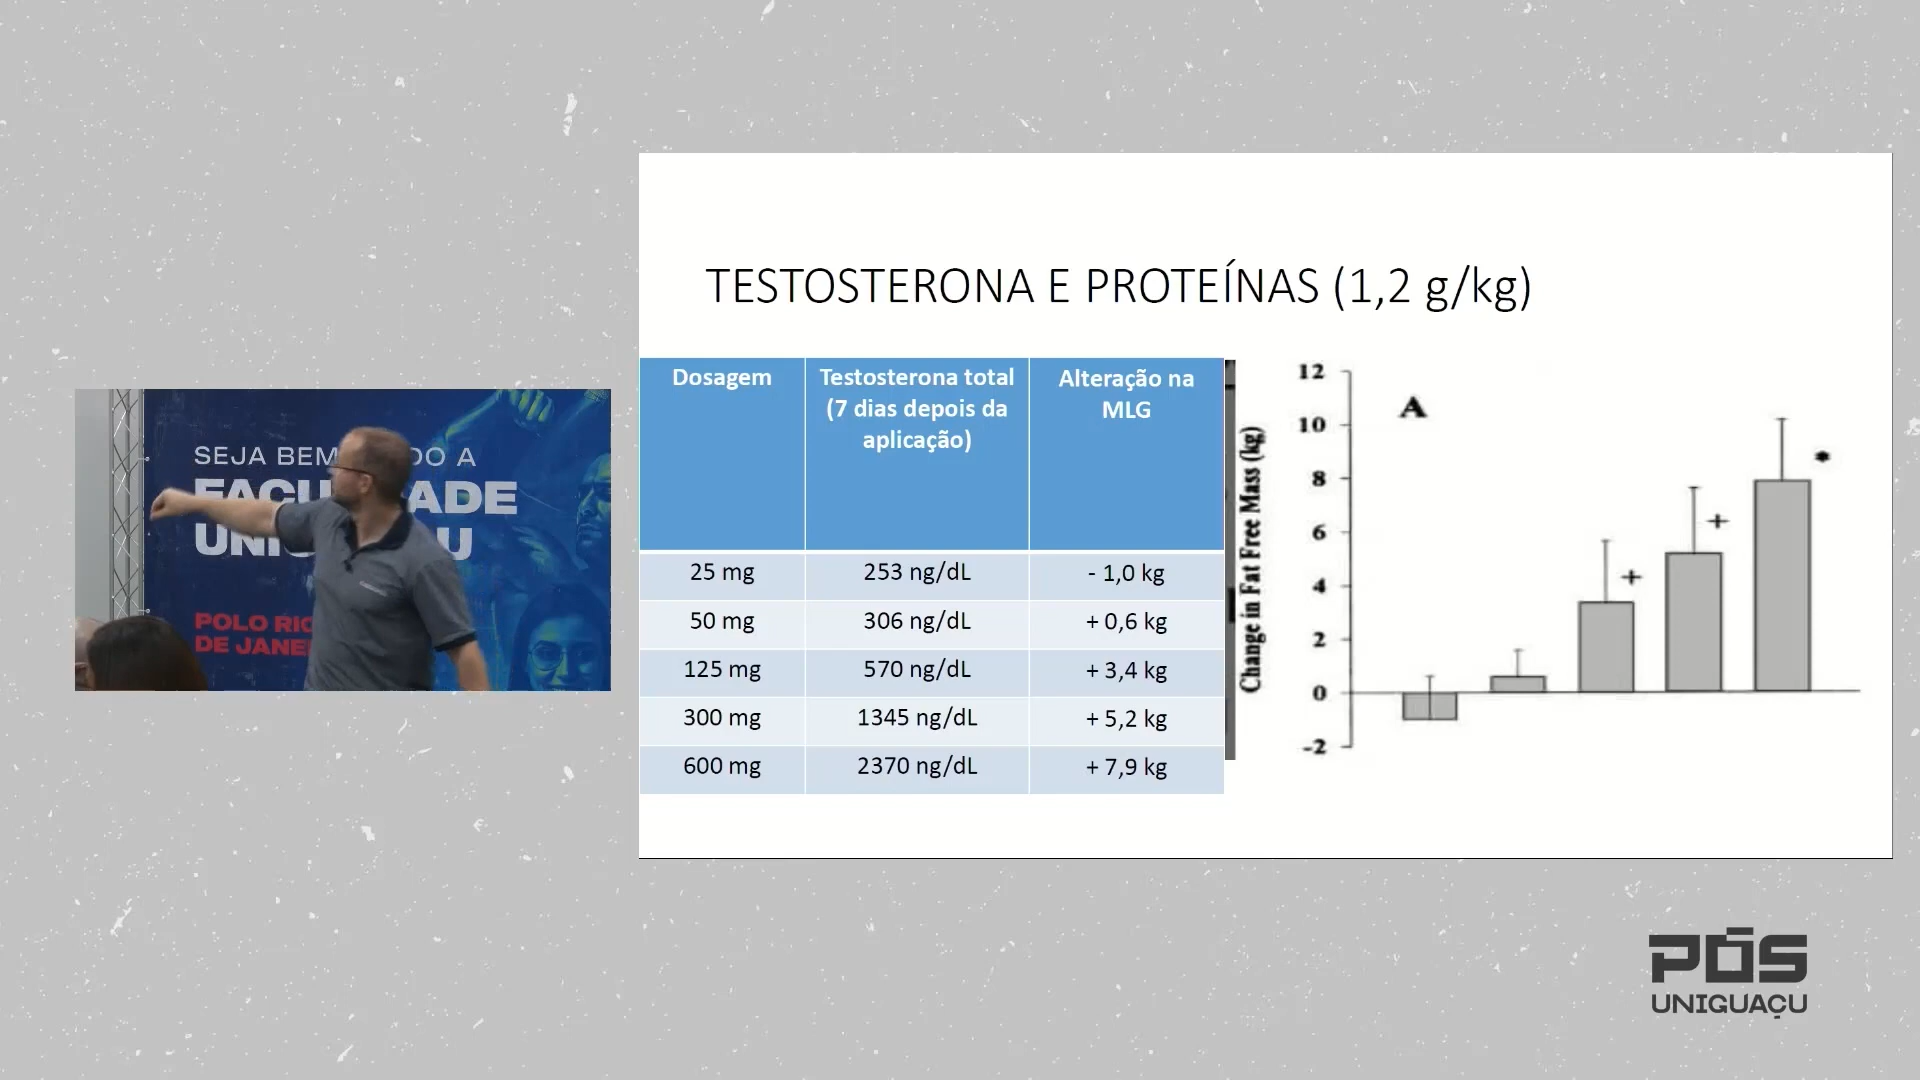 TESTOSTERONA E PROTEÍNAS (1,2 g/kg)
Dosagem Testosterona total (7 dias depois da aplicação) Alteração na MLG
25 mg 253 ng/dL - 1,0 kg
50 mg 306 ng/dL + 0,6 kg
125 mg 570 ng/dL + 3,4 kg
300 mg 1345 ng/dL + 5,2 kg
600 mg 2370 ng/dL + 7,9 kg
A
Change in Fat Free Mass (kg)
12
10
8
6
4
2
0
-2
+
+
*
SEJA BEM DO A
FACU ADE
UNI U
POLO RIO
DE JANE
PÓS
UNIGUAÇU